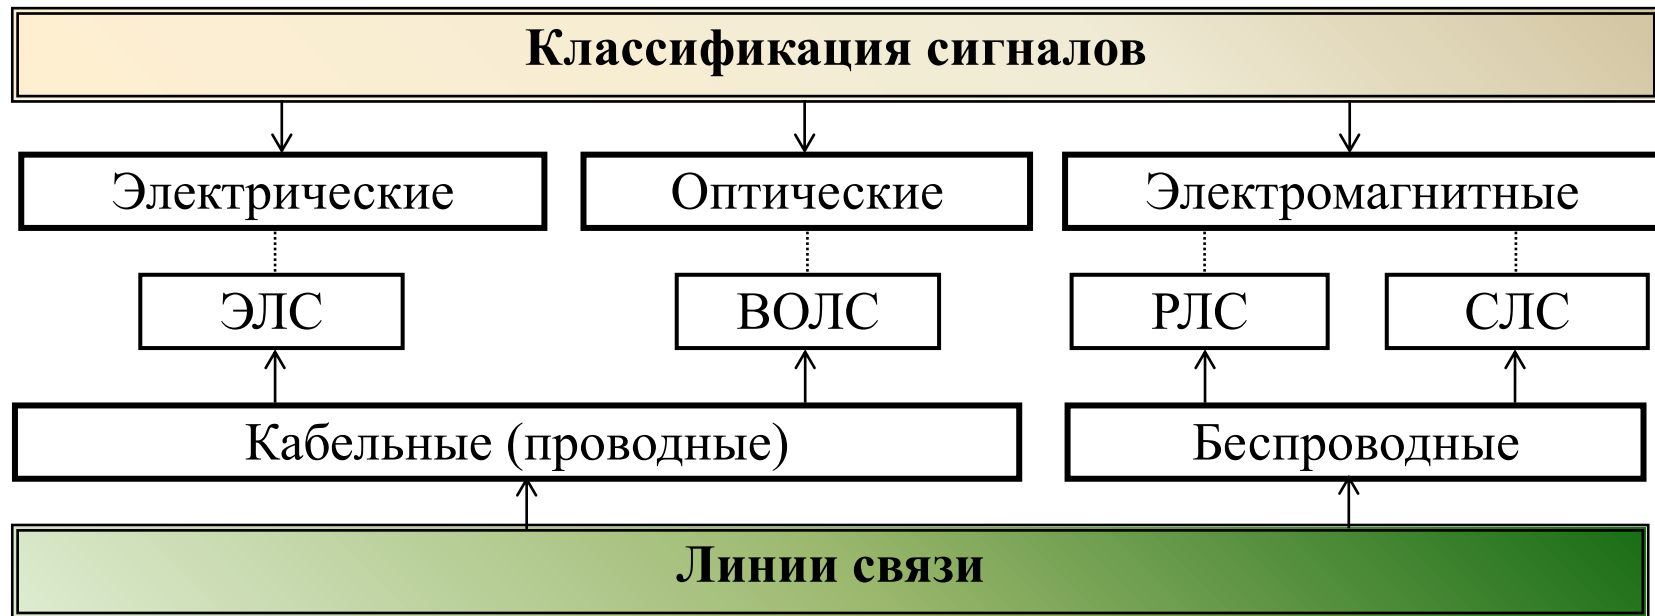 Классификация сигналов
Электрические
Оптические
Электромагнитные
ЭЛС
ВОЛС
РЛС
СЛС
Кабельные (проводные)
Беспроводные
Линии связи